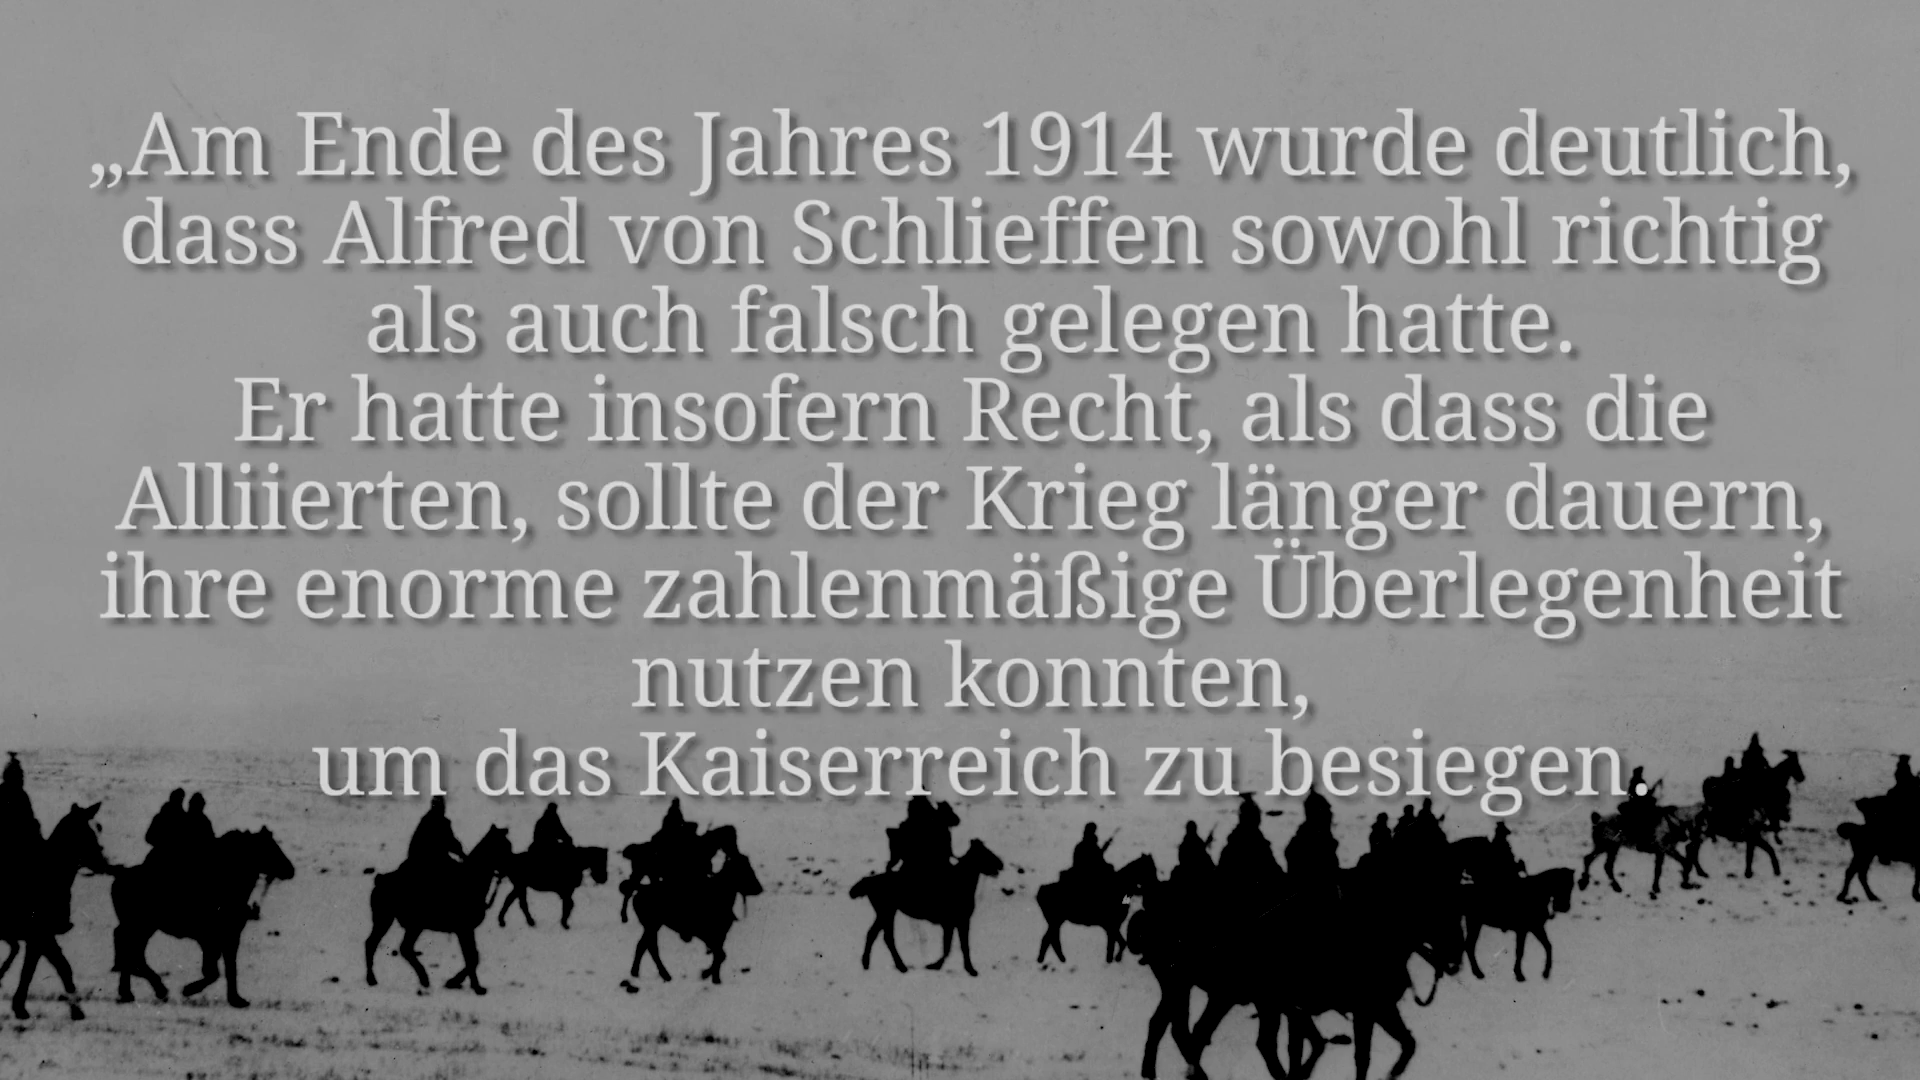 „Am Ende des Jahres 1914 wurde deutlich,
dass Alfred von Schlieffen sowohl richtig
als auch falsch gelegen hatte.
Er hatte insofern Recht, als dass die
Alliierten, sollte der Krieg länger dauern,
ihre enorme zahlenmäßige Überlegenheit
nutzen konnten,
um das Kaiserreich zu besiegen.